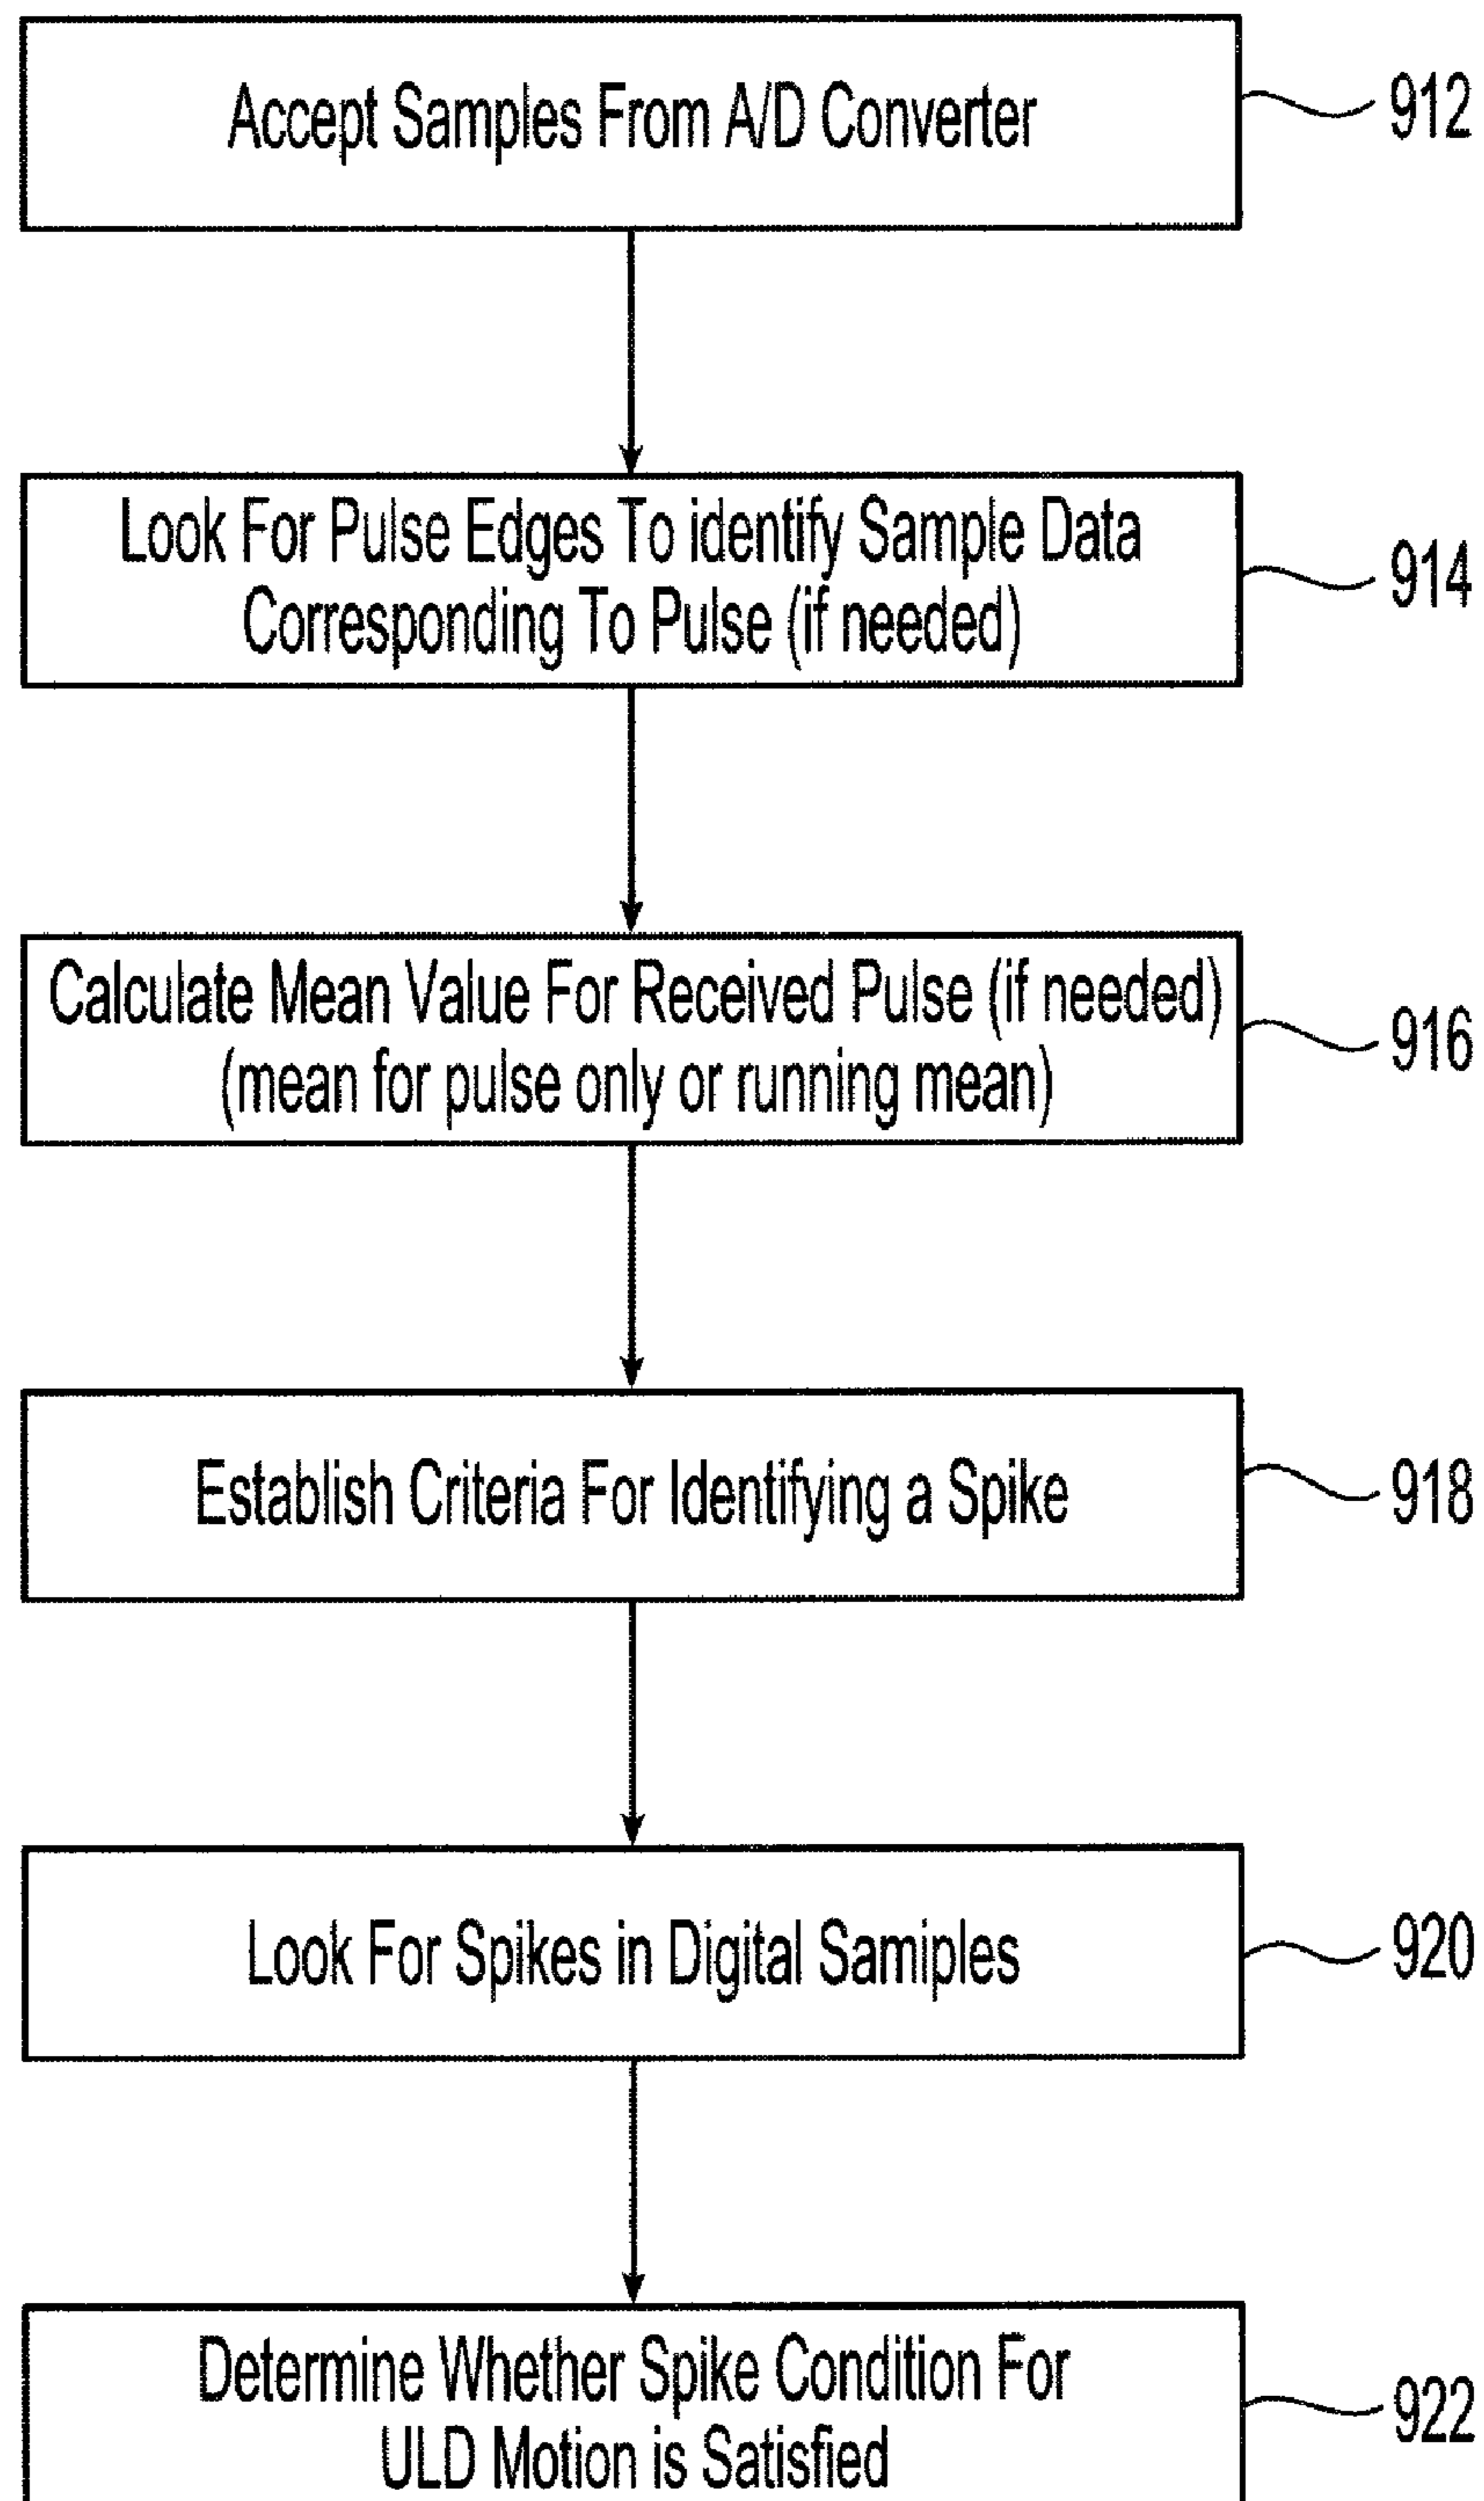 Accept Samples From A/D Converter
912
Look For Pulse Edges To identify Sample Data
Corresponding To Pulse (if needed)
914
Calculate Mean Value For Received Pulse (if needed)
(mean for pulse only or running mean)
916
Establish Criteria For Identifying a Spike
918
Look For Spikes in Digital Samiples
920
Determine Whether Spike Condition For
ULD Motion is Satisfied
922